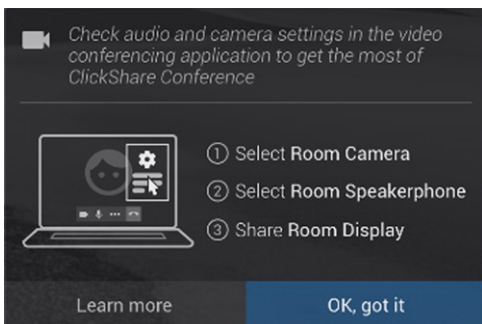 Check audio and camera settings in the video
conferencing application to get the most of
ClickShare Conference
1 Select Room Camera
2 Select Room Speakerphone
3 Share Room Display
Learn more
OK, got it